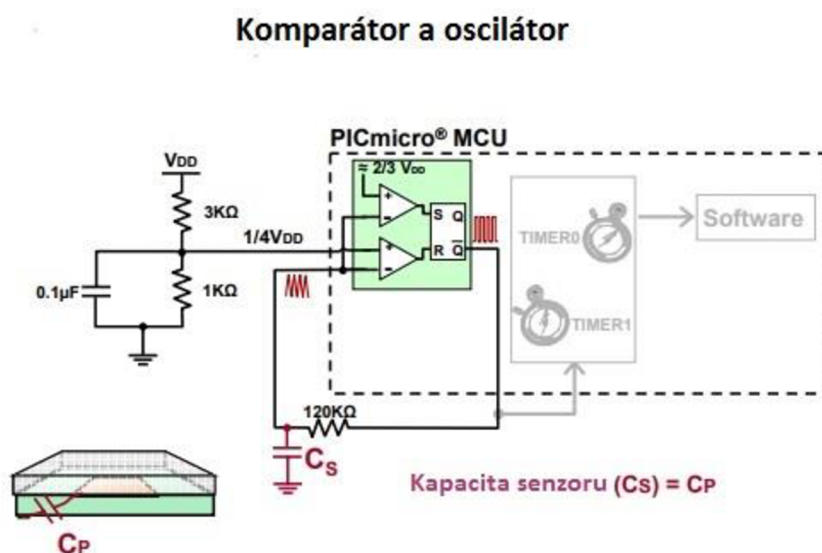 Komparátor a oscilátor
PICmicro® MCU
VDD
≈ 2/3 VDD
3KΩ
+
-
S Q
TIMER0
Software
1/4VDD
+
-
R Q̅
0.1µF
1KΩ
TIMER1
120KΩ
CS
Kapacita senzoru (CS) = CP
CP